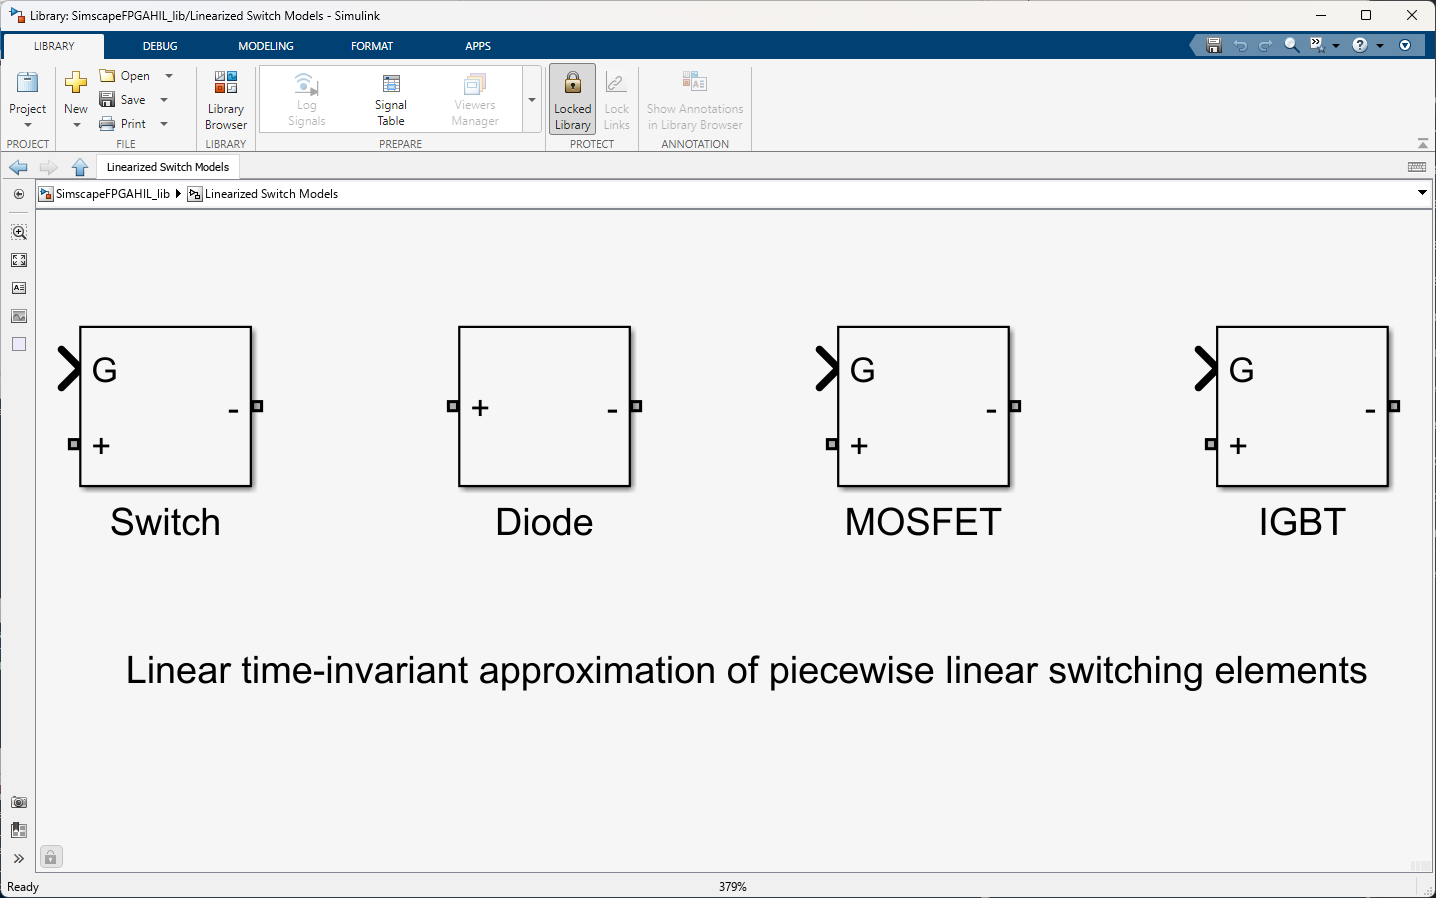 Library: SimscapeFPGAHIL_lib/Linearized Switch Models - Simulink
LIBRARY DEBUG MODELING FORMAT APPS
Project
New
Open
Save
Print
Library Browser
Log Signals
Signal Table
Viewers Manager
Locked Library
Lock Links
Show Annotations in Library Browser
PROJECT FILE LIBRARY PREPARE PROTECT ANNOTATION
Linearized Switch Models
SimscapeFPGAHIL_lib Linearized Switch Models
G + -
Switch
+ -
Diode
G + -
MOSFET
G + -
IGBT
Linear time-invariant approximation of piecewise linear switching elements
Ready 379%